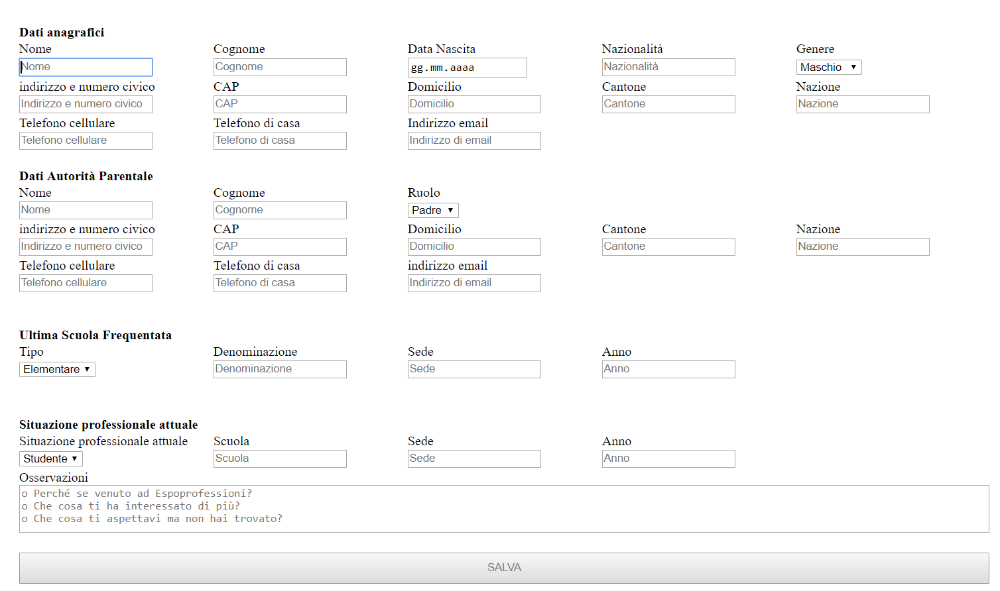 Dati anagrafici
Nome Cognome Data Nascita Nazionalità Genere
Nome Cognome gg.mm.aaaa Nazionalità Maschio
indirizzo e numero civico CAP Domicilio Cantone Nazione
Indirizzo e numero civico CAP Domicilio Cantone Nazione
Telefono cellulare Telefono di casa Indirizzo email
Telefono cellulare Telefono di casa Indirizzo di email
Dati Autorità Parentale
Nome Cognome Ruolo
Nome Cognome Padre
indirizzo e numero civico CAP Domicilio Cantone Nazione
Indirizzo e numero civico CAP Domicilio Cantone Nazione
Telefono cellulare Telefono di casa indirizzo email
Telefono cellulare Telefono di casa Indirizzo di email
Ultima Scuola Frequentata
Tipo Denominazione Sede Anno
Elementare Denominazione Sede Anno
Situazione professionale attuale
Situazione professionale attuale Scuola Sede Anno
Studente Scuola Sede Anno
Osservazioni
o Perché se venuto ad Espoprofessioni?
o Che cosa ti ha interessato di più?
o Che cosa ti aspettavi ma non hai trovato?
SALVA